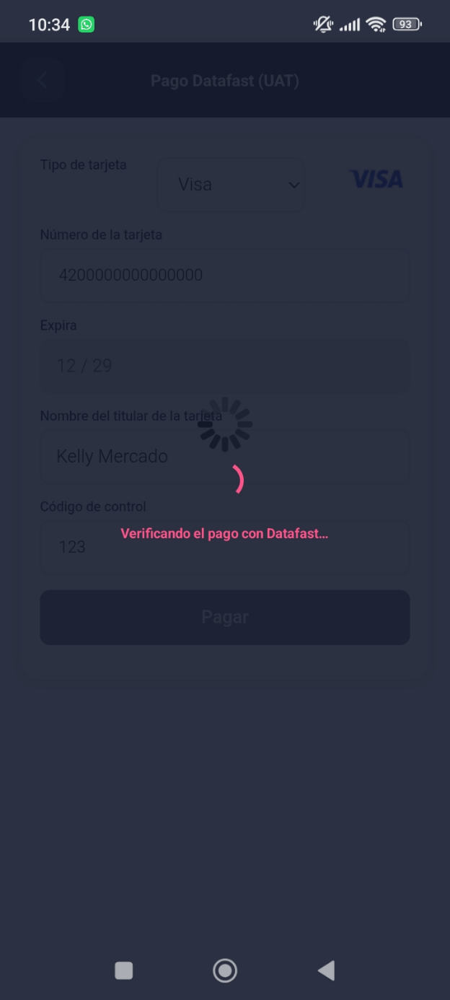 10:34
93
Pago Datafast (UAT)
Tipo de tarjeta
Visa
VISA
Número de la tarjeta
4200000000000000
Expira
12 / 29
Nombre del titular de la tarjeta
Kelly Mercado
Código de control
Verificando el pago con Datafast...
123
Pagar